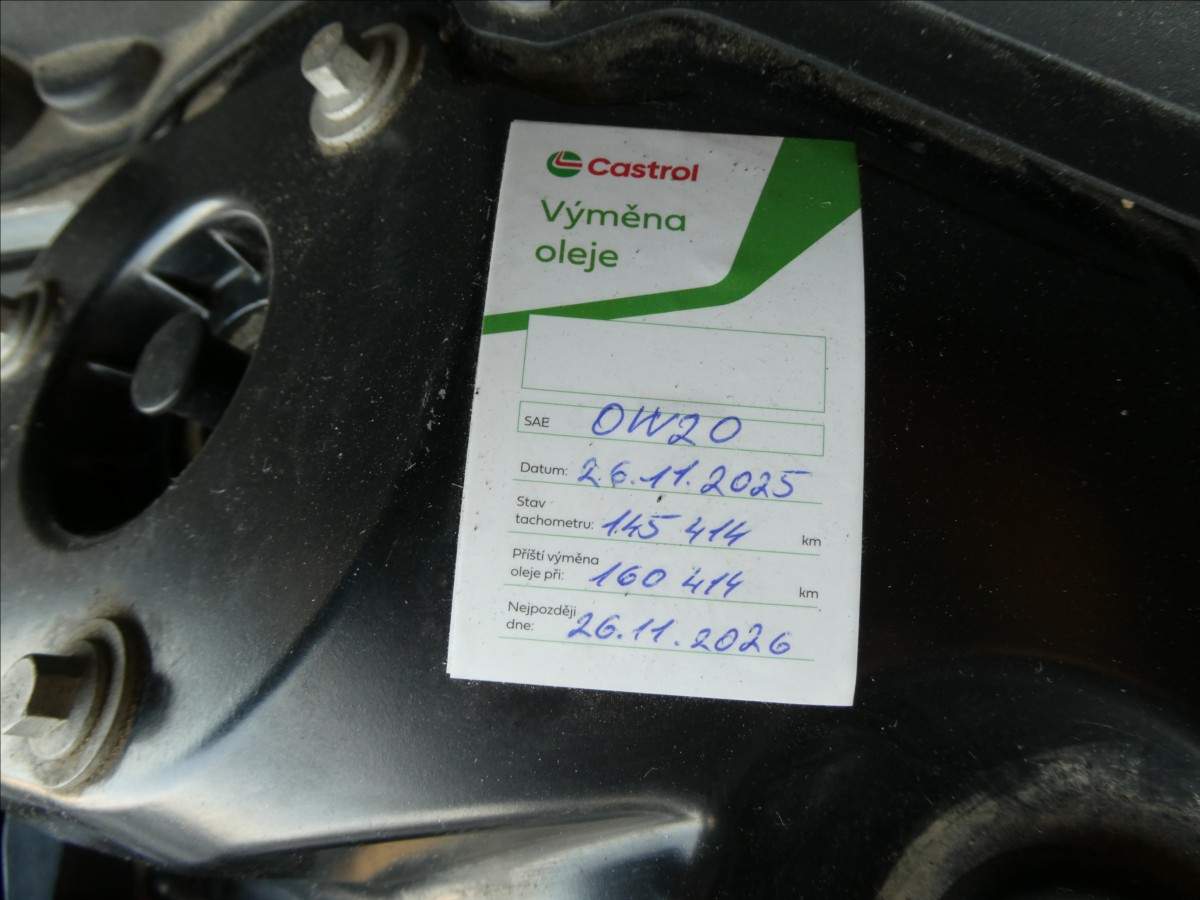 Castrol
Výměna
oleje
SAE 0W20
Datum: 26.11.2025
Stav
tachometru: 145 414 km
Příští výměna
oleje při: 160 414 km
Nejpozději
dne: 26.11.2026